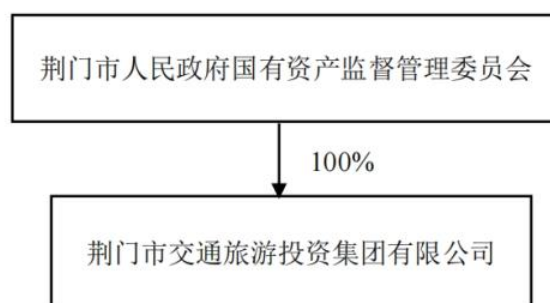 荆门市人民政府国有资产监督管理委员会
100%
荆门市交通旅游投资集团有限公司